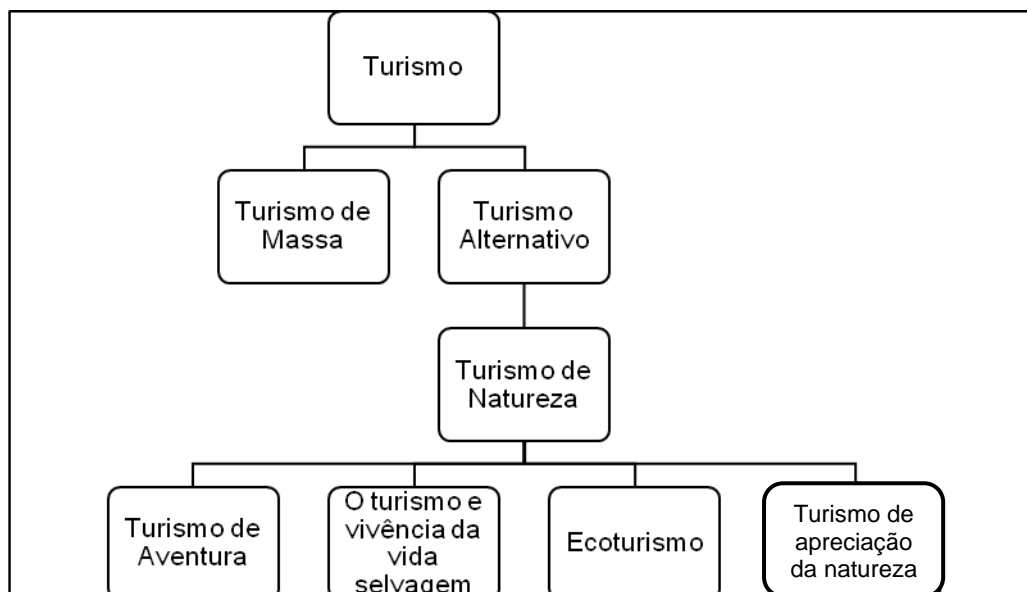 Turismo
Turismo de
Massa
Turismo
Alternativo
Turismo de
Natureza
Turismo de
Aventura
O turismo e
vivência da
vida
selvagem
Ecoturismo
Turismo de
apreciação
da natureza